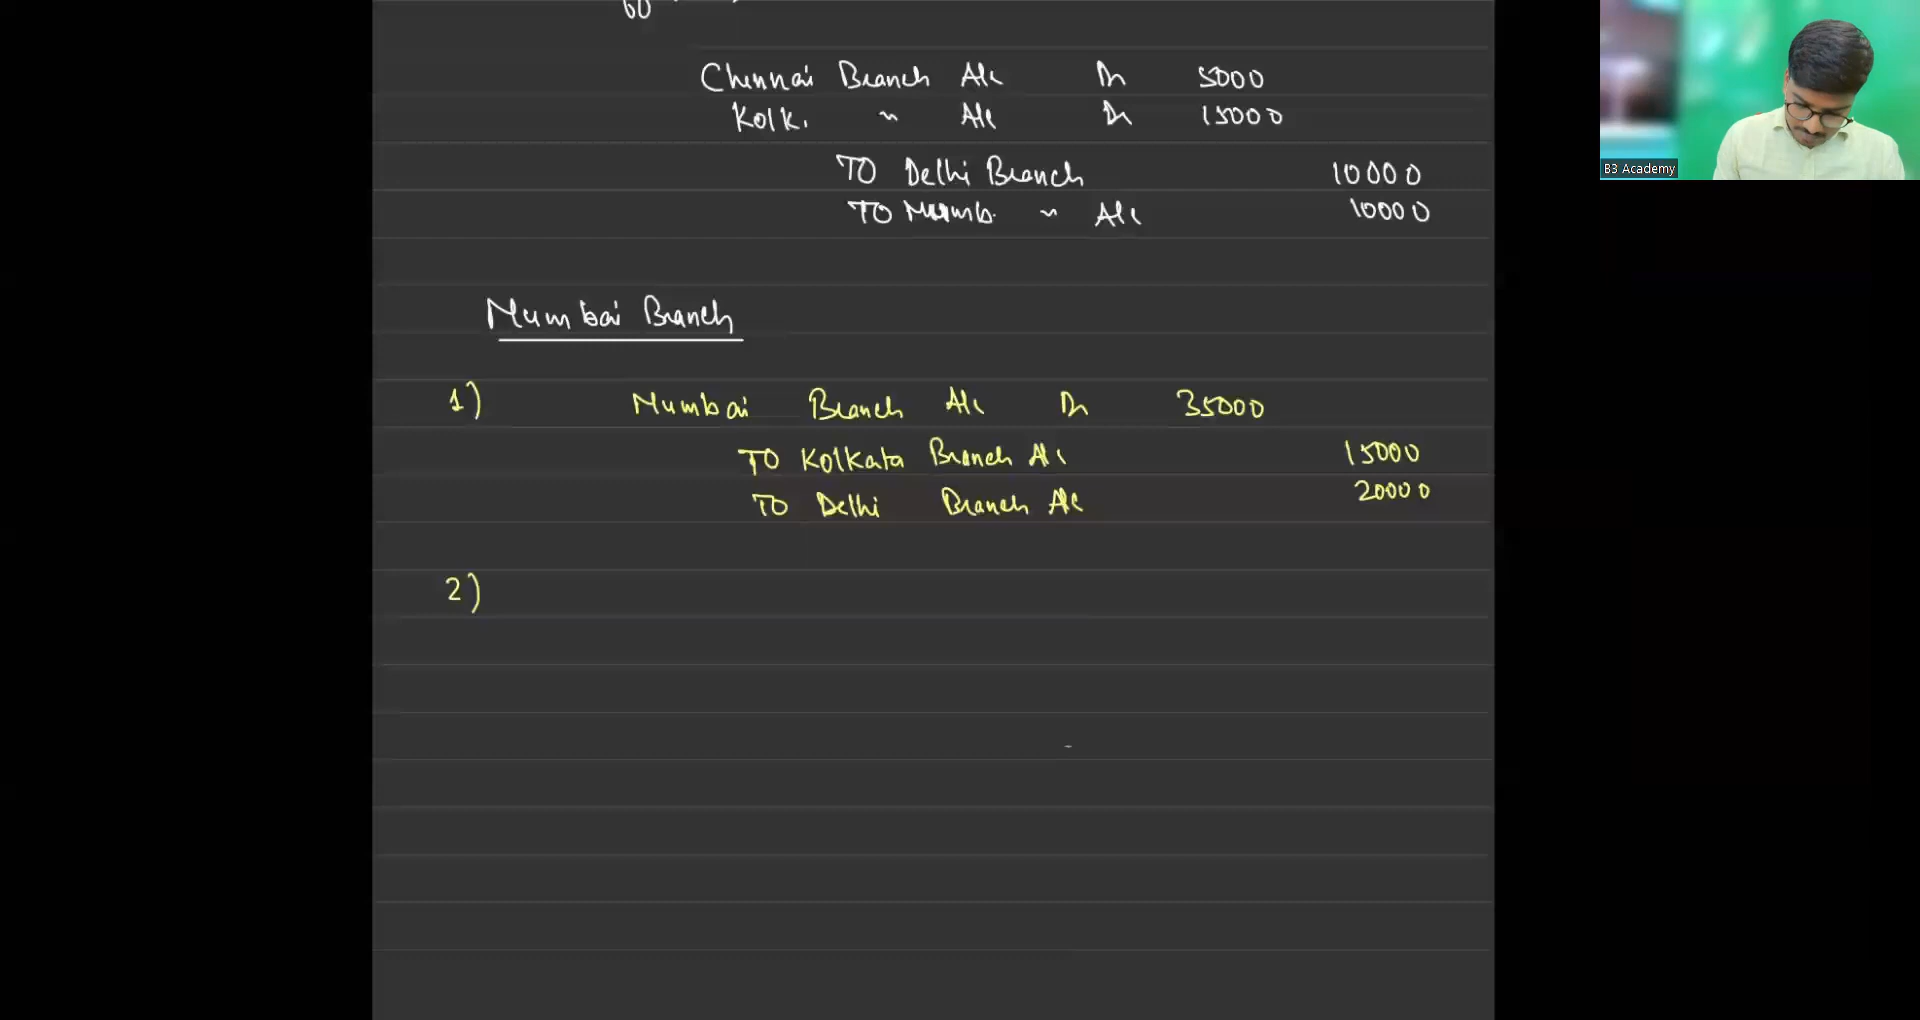 60
Chennai Branch A/c Dr 5000
Kolk. " A/c Dr 15000
TO Delhi Branch 10000
TO Mumb. " A/c 10000
Mumbai Branch
1) Mumbai Branch A/c Dr 35000
TO Kolkata Branch A/c 15000
TO Delhi Branch A/c 20000
2)
B3 Academy